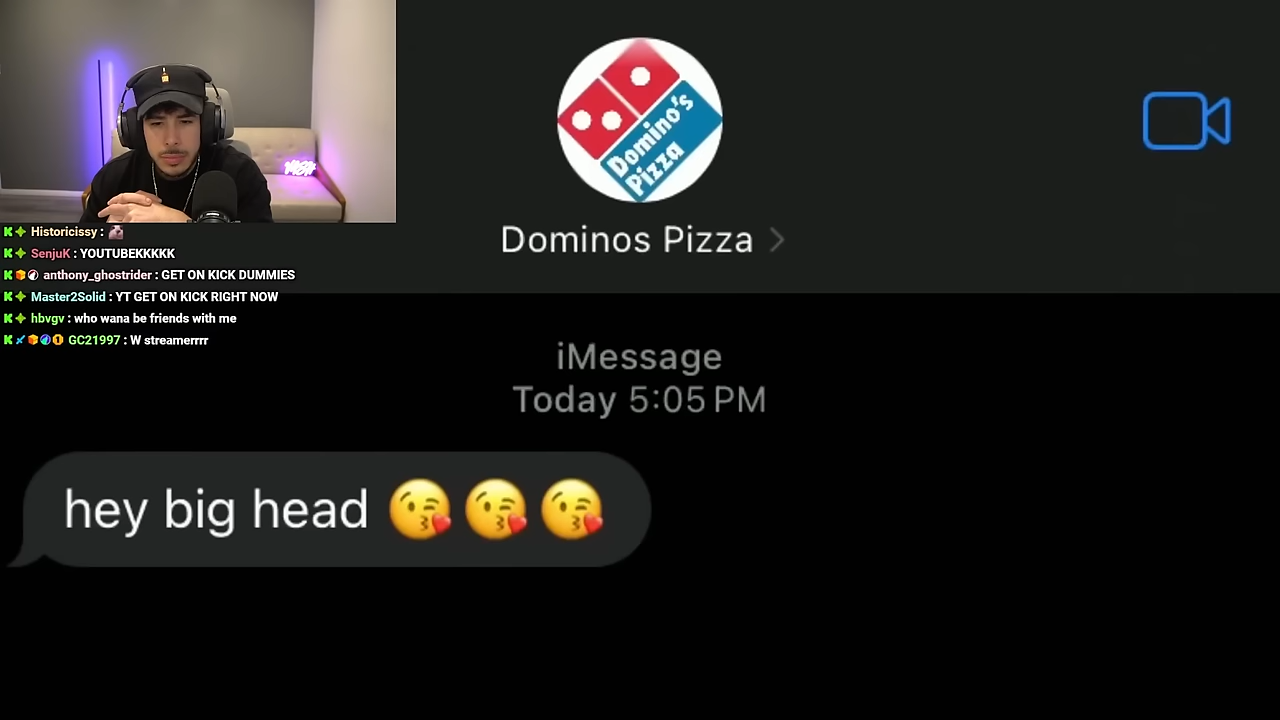 Historicissy :
SenjuK : YOUTUBEKKKKK
anthony_ghostrider : GET ON KICK DUMMIES
Master2Solid : YT GET ON KICK RIGHT NOW
hbvgv : who wana be friends with me
GC21997 : W streamerrrr
Domino's
Pizza
Dominos Pizza
iMessage
Today 5:05 PM
hey big head 😘😘😘